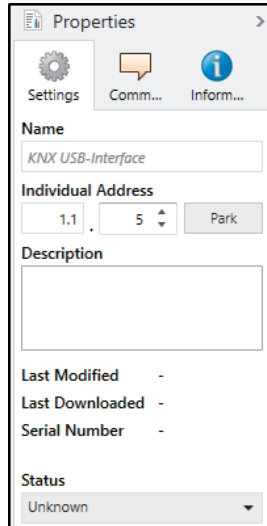 Properties
Settings Comm... Inform...
Name
KNX USB-Interface
Individual Address
1.1 . 5 Park
Description
Last Modified -
Last Downloaded -
Serial Number -
Status
Unknown